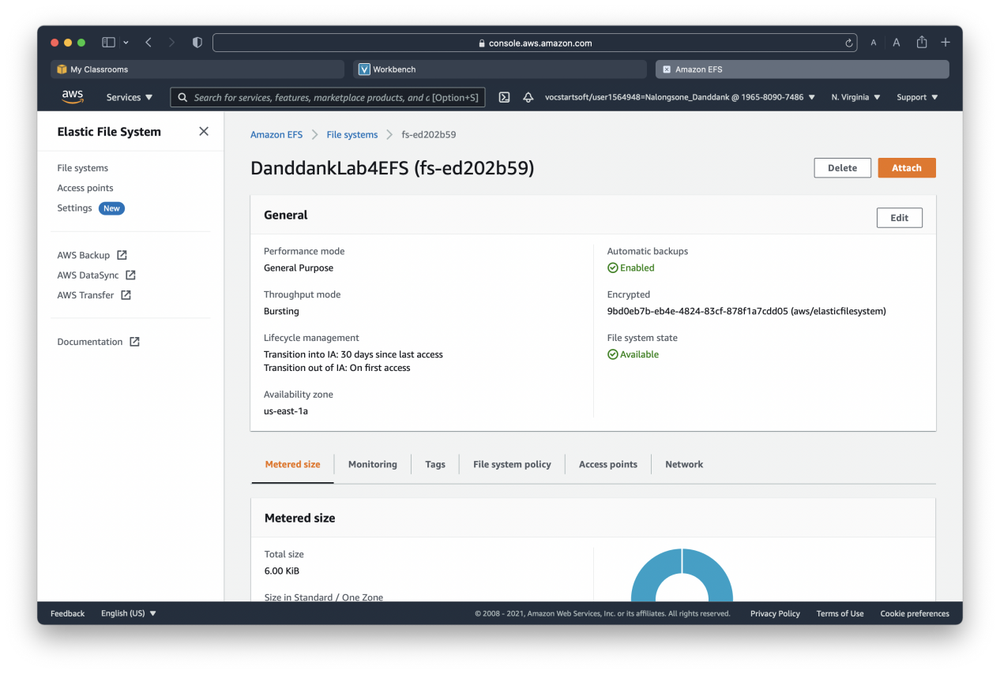 console.aws.amazon.com
A
A
My Classrooms
V
Workbench
Amazon EFS
aws
Services
Search for services, features, marketplace products, and c [Option+S]
vocstartsoft/user1564948=Nalongsone_Danddank @ 1965-8090-7486
N. Virginia
Support
Elastic File System
File systems
Access points
Settings New
AWS Backup
AWS DataSync
AWS Transfer
Documentation
Amazon EFS
File systems
fs-ed202b59
DanddankLab4EFS (fs-ed202b59)
Delete
Attach
General
Edit
Performance mode
General Purpose
Throughput mode
Bursting
Lifecycle management
Transition into IA: 30 days since last access
Transition out of IA: On first access
Availability zone
us-east-1a
Automatic backups
Enabled
Encrypted
9bd0eb7b-eb4e-4824-83cf-878f1a7cdd05 (aws/elasticfilesystem)
File system state
Available
Metered size
Monitoring
Tags
File system policy
Access points
Network
Metered size
Total size
6.00 KiB
Size in Standard / One Zone
Feedback
English (US)
© 2008 - 2021, Amazon Web Services, Inc. or its affiliates. All rights reserved.
Privacy Policy
Terms of Use
Cookie preferences